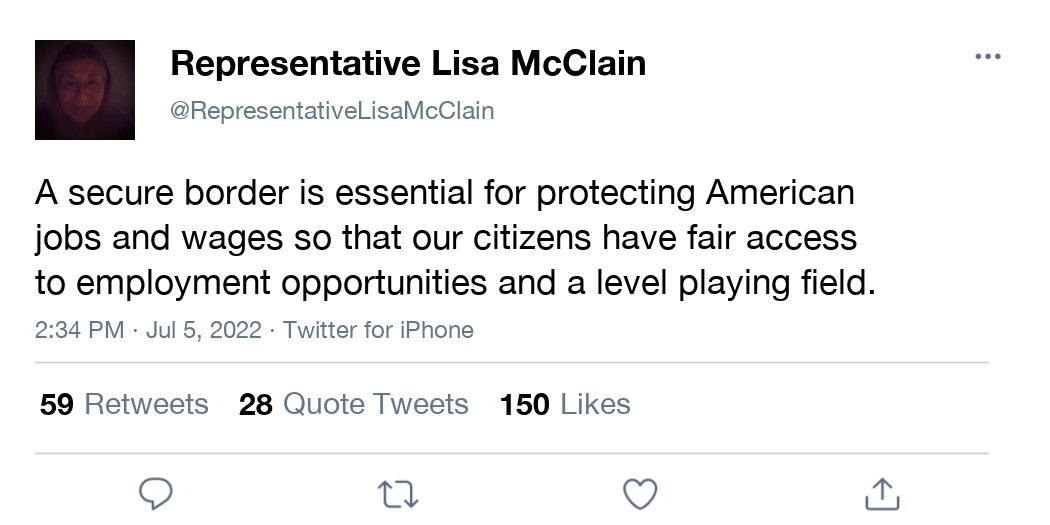 Representative Lisa McClain
@RepresentativeLisaMcClain
A secure border is essential for protecting American
jobs and wages so that our citizens have fair access
to employment opportunities and a level playing field.
2:34 PM · Jul 5, 2022 · Twitter for iPhone
59 Retweets 28 Quote Tweets 150 Likes